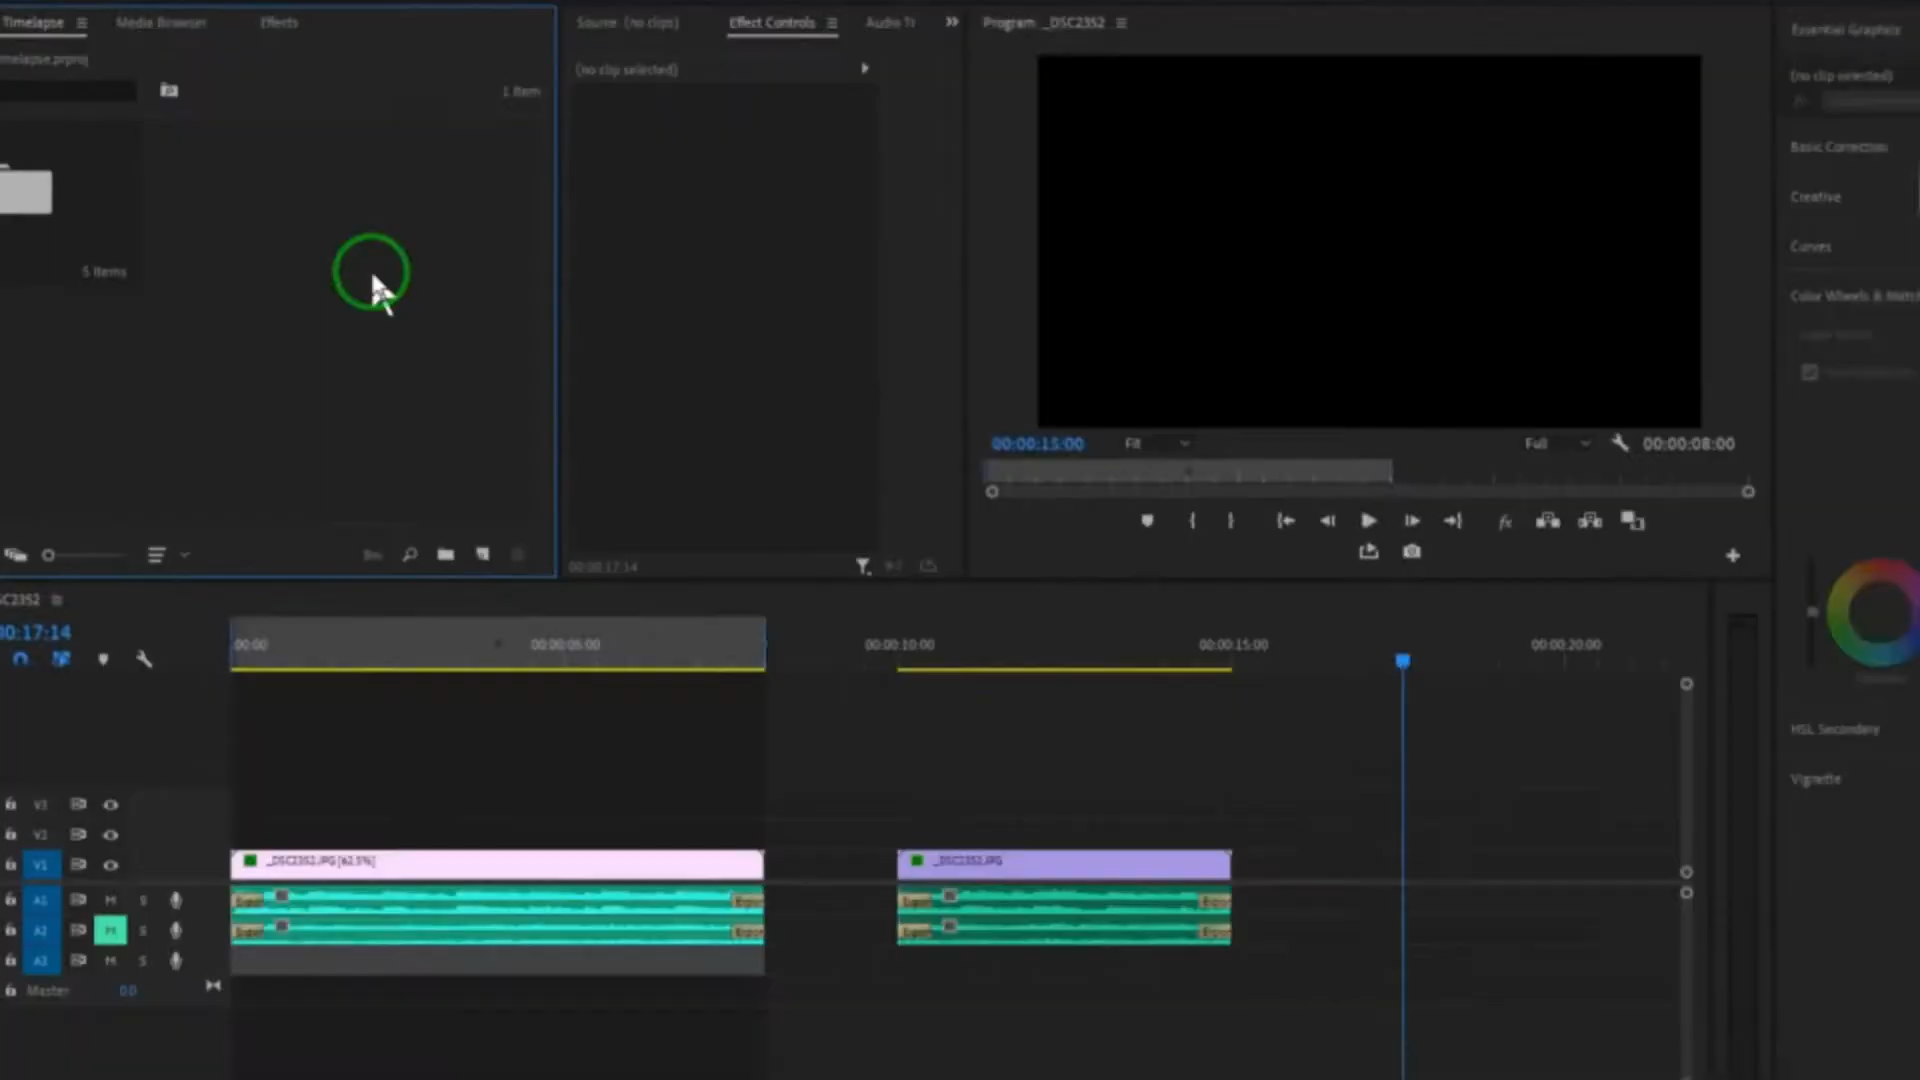 Timelapse
Media Browser
Effects
Source: (no clips)
Effect Controls
Audio Tr
Program: _DSC2352
Essential Graphics
melapse.prproj
(no clip selected)
(no clip selected)
1 Item
Basic Correction
Creative
Curves
5 Items
Color Wheels & Match
00:00:15:00
Fit
Full
00:00:08:00
00:00:17:14
SC2352
00:17:14
00:00
00:00:05:00
00:00:10:00
00:00:15:00
00:00:20:00
HSL Secondary
Vignette
V3
V2
V1
_DSC2352.JPG [62.5%]
_DSC2352.JPG
A1 M S
A2 M S
A3 M S
Master 0.0